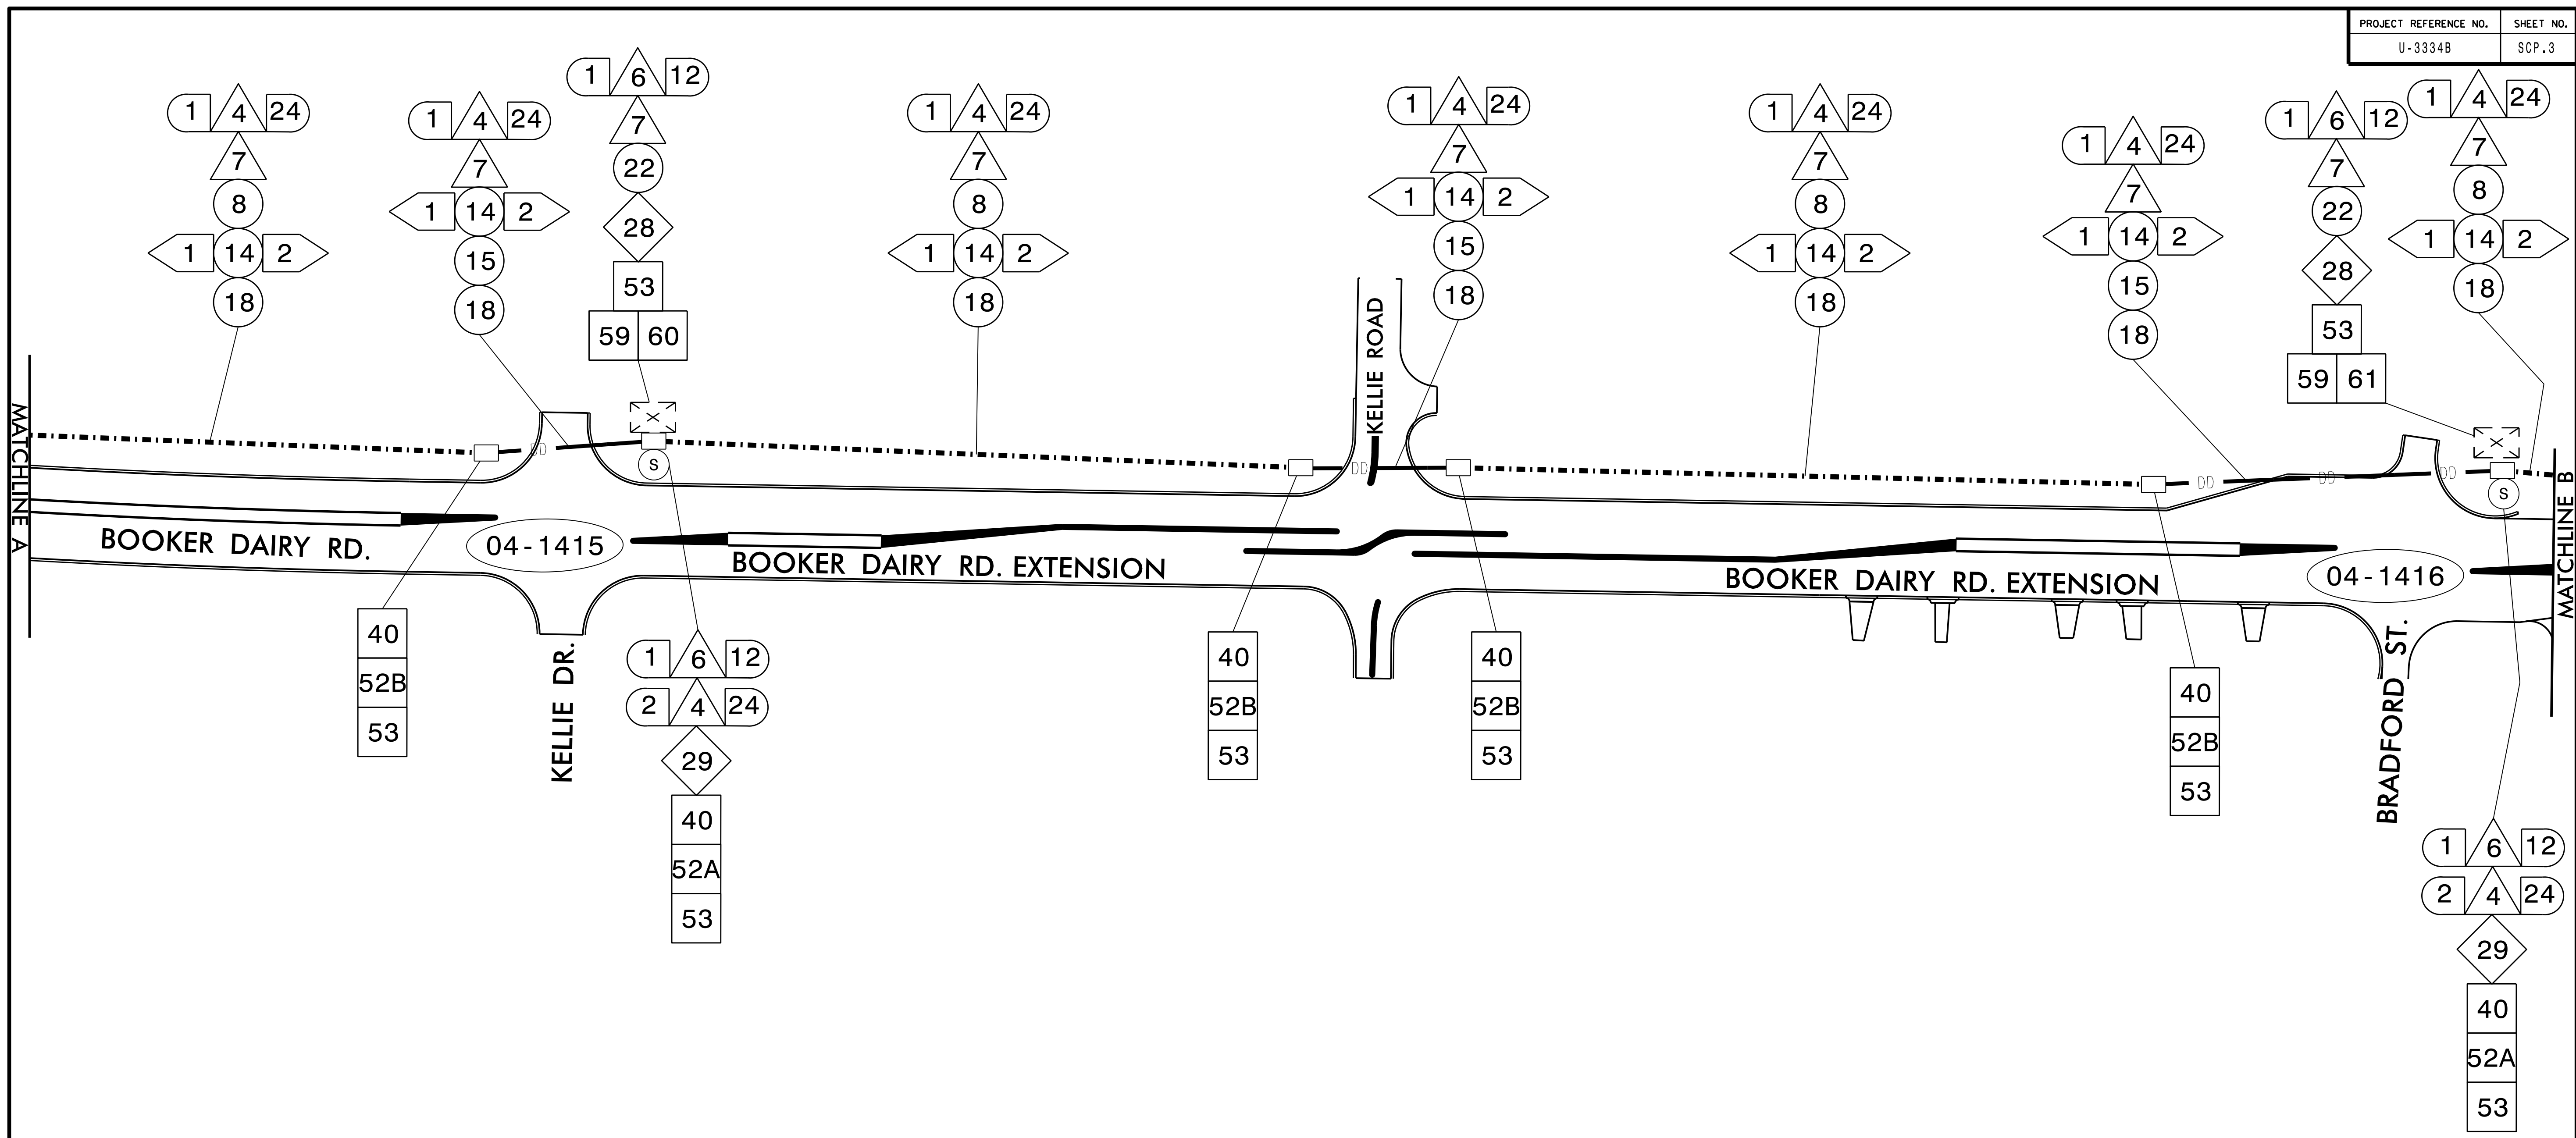 PROJECT REFERENCE NO. SHEET NO.
U-3334B SCP.3
1 4 24
7
8
1 14 2
18
1 4 24
7
1 14 2
15
18
1 6 12
7
22
28
53
59 60
1 4 24
7
8
1 14 2
18
1 4 24
7
1 14 2
15
18
1 4 24
7
8
1 14 2
18
1 4 24
7
1 14 2
15
18
1 6 12
7
22
28
53
59 61
1 4 24
7
8
1 14 2
18
MATCHLINE A
DD
S
KELLIE ROAD
DD
DD
DD
DD
S
MATCHLINE B
BOOKER DAIRY RD.
04-1415
BOOKER DAIRY RD. EXTENSION
BOOKER DAIRY RD. EXTENSION
04-1416
KELLIE DR.
BRADFORD ST.
40
52B
53
1 6 12
2 4 24
29
40
52A
53
40
52B
53
40
52B
53
40
52B
53
1 6 12
2 4 24
29
40
52A
53